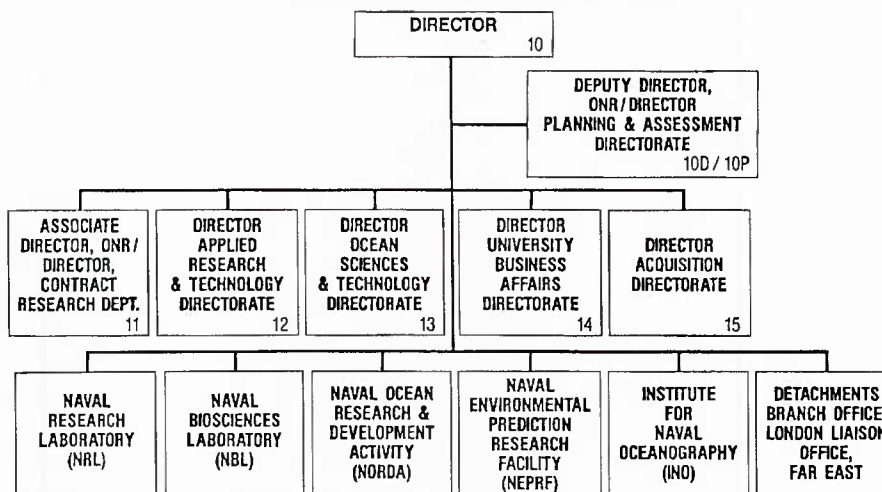 DIRECTOR
10
DEPUTY DIRECTOR,
ONR/DIRECTOR
PLANNING & ASSESSMENT
DIRECTORATE
10D / 10P
ASSOCIATE
DIRECTOR, ONR/
DIRECTOR,
CONTRACT
RESEARCH DEPT.
11
DIRECTOR
APPLIED
RESEARCH
& TECHNOLOGY
DIRECTORATE
12
DIRECTOR
OCEAN
SCIENCES
& TECHNOLOGY
DIRECTORATE
13
DIRECTOR
UNIVERSITY
BUSINESS
AFFAIRS
DIRECTORATE
14
DIRECTOR
ACQUISITION
DIRECTORATE
15
NAVAL
RESEARCH
LABORATORY
(NRL)
NAVAL
BIOSCIENCES
LABORATORY
(NBL)
NAVAL OCEAN
RESEARCH &
DEVELOPMENT
ACTIVITY
(NORDA)
NAVAL
ENVIRONMENTAL
PREDICTION
RESEARCH
FACILITY
(NEPRF)
INSTITUTE
FOR
NAVAL
OCEANOGRAPHY
(INO)
DETACHMENTS
BRANCH OFFICE
LONDON LIAISON
OFFICE,
FAR EAST